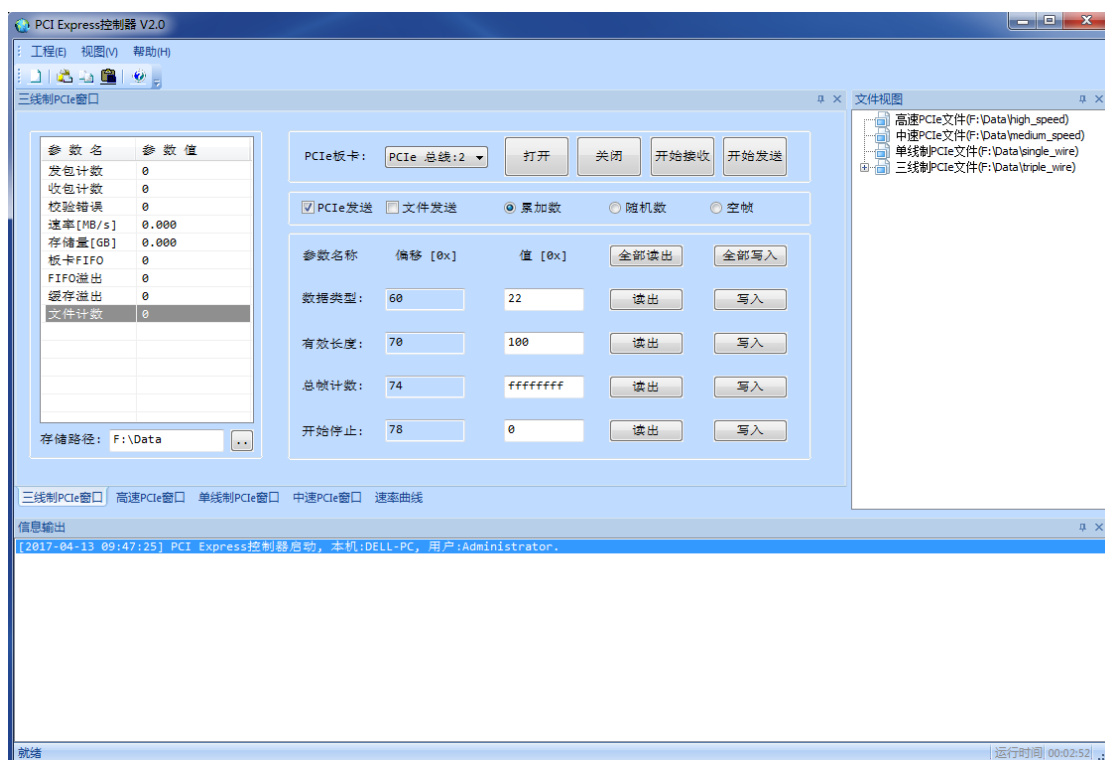 PCI Express控制器 V2.0
工程(E) 视图(V) 帮助(H)
三线制PCIe窗口
参 数 名 参 数 值
发包计数 0
收包计数 0
校验错误 0
速率[MB/s] 0.000
存储量[GB] 0.000
板卡FIFO 0
FIFO溢出 0
缓存溢出 0
文件计数 0
存储路径: F:\Data ..
PCIe板卡: PCIe 总线:2 打开 关闭 开始接收 开始发送
PCIe发送 文件发送 累加数 随机数 空帧
参数名称 偏移 [0x] 值 [0x] 全部读出 全部写入
数据类型: 60 22 读出 写入
有效长度: 70 100 读出 写入
总帧计数: 74 ffffffff 读出 写入
开始停止: 78 0 读出 写入
三线制PCIe窗口 高速PCIe窗口 单线制PCIe窗口 中速PCIe窗口 速率曲线
文件视图
高速PCIe文件(F:\Data\high_speed)
中速PCIe文件(F:\Data\medium_speed)
单线制PCIe文件(F:\Data\single_wire)
三线制PCIe文件(F:\Data\triple_wire)
信息输出
[2017-04-13 09:47:25] PCI Express控制器启动, 本机:DELL-PC, 用户:Administrator.
就绪 运行时间 00:02:52